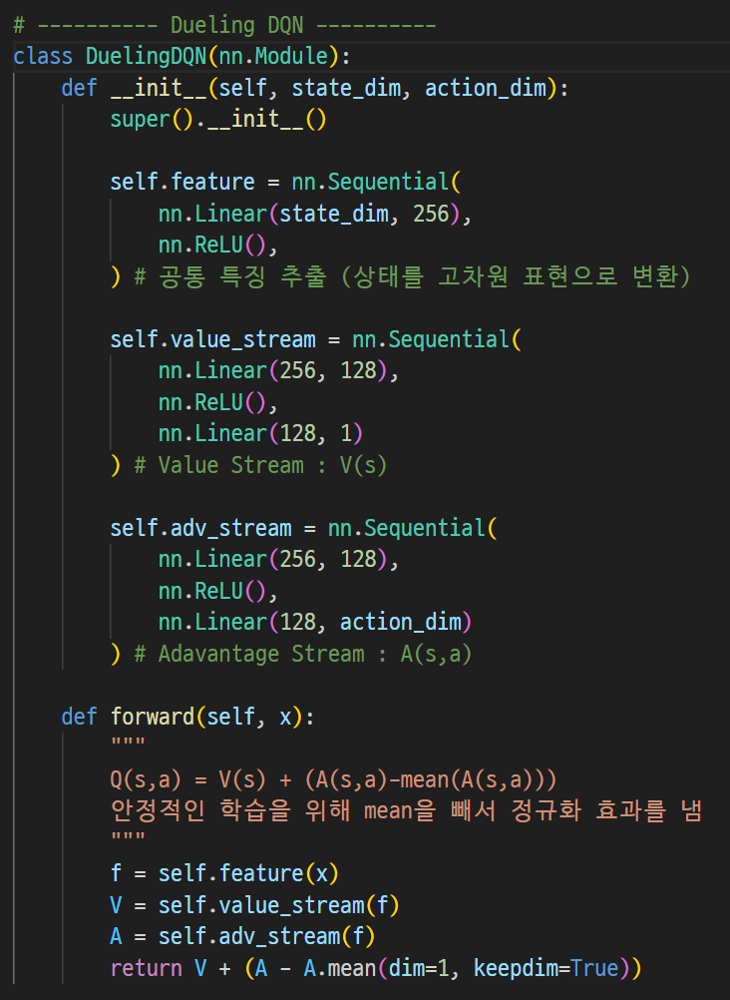 # ---------- Dueling DQN ----------
class DuelingDQN(nn.Module):
    def __init__(self, state_dim, action_dim):
        super().__init__()

        self.feature = nn.Sequential(
            nn.Linear(state_dim, 256),
            nn.ReLU(),
        ) # 공통 특징 추출 (상태를 고차원 표현으로 변환)

        self.value_stream = nn.Sequential(
            nn.Linear(256, 128),
            nn.ReLU(),
            nn.Linear(128, 1)
        ) # Value Stream : V(s)

        self.adv_stream = nn.Sequential(
            nn.Linear(256, 128),
            nn.ReLU(),
            nn.Linear(128, action_dim)
        ) # Adavantage Stream : A(s,a)

    def forward(self, x):
        """
        Q(s,a) = V(s) + (A(s,a)-mean(A(s,a)))
        안정적인 학습을 위해 mean을 빼서 정규화 효과를 냄
        """
        f = self.feature(x)
        V = self.value_stream(f)
        A = self.adv_stream(f)
        return V + (A - A.mean(dim=1, keepdim=True))